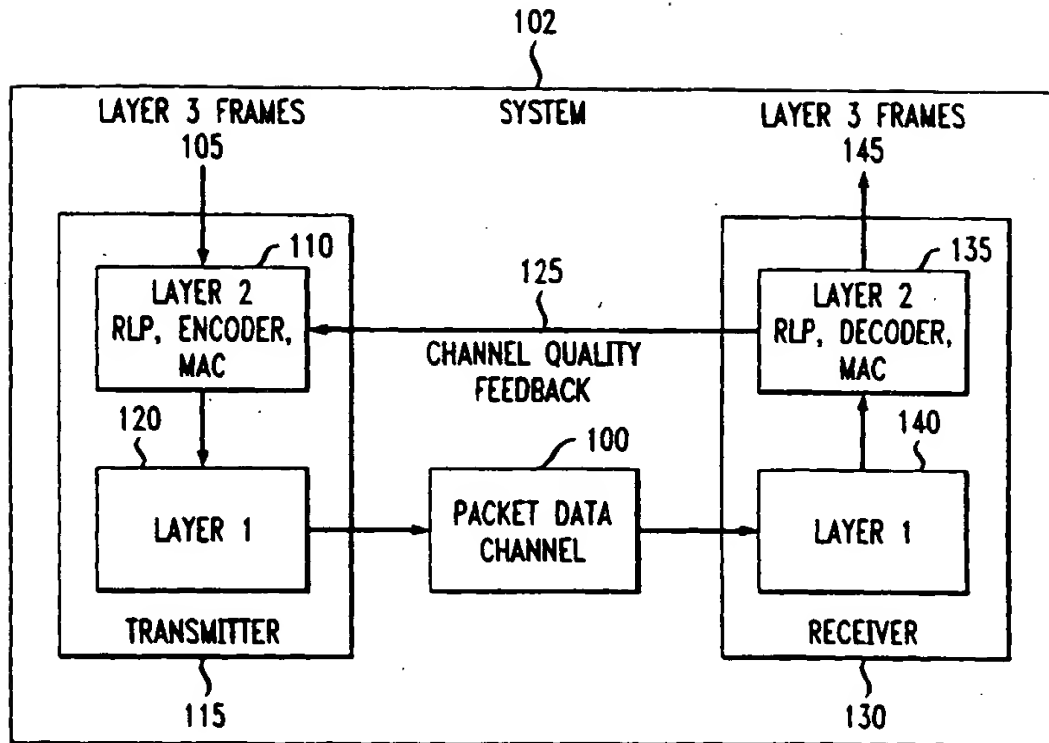 102
LAYER 3 FRAMES
105
SYSTEM
LAYER 3 FRAMES
145
110
LAYER 2
RLP, ENCODER,
MAC
125
CHANNEL QUALITY
FEEDBACK
135
LAYER 2
RLP, DECODER,
MAC
120
LAYER 1
100
PACKET DATA
CHANNEL
140
LAYER 1
TRANSMITTER
RECEIVER
115
130